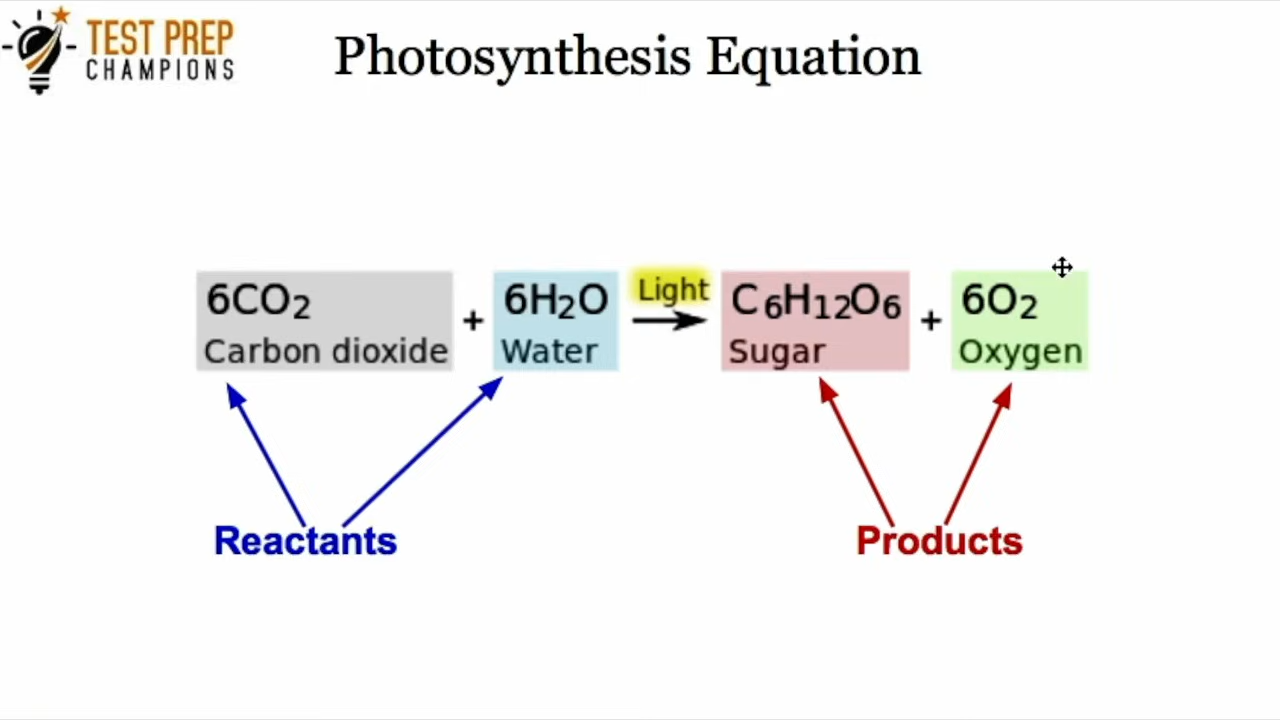 TEST PREP
CHAMPIONS
Photosynthesis Equation
6CO₂ + 6H₂O Light → C₆H₁₂O₆ + 6O₂
Carbon dioxide Water Sugar Oxygen
Reactants Products